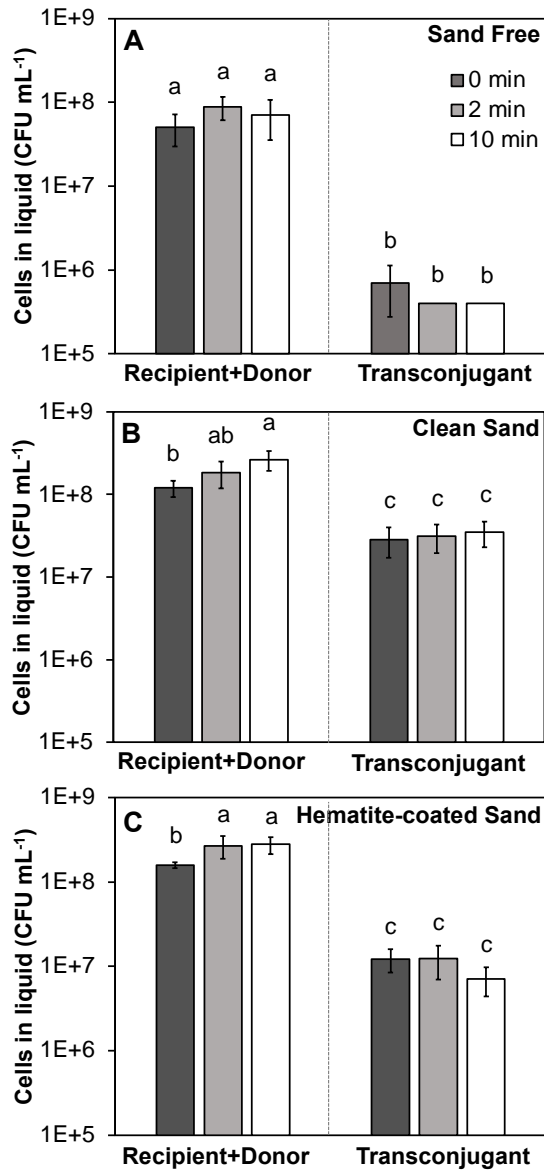 A
Sand Free
Cells in liquid (CFU mL⁻¹)
1E+9
1E+8
1E+7
1E+6
1E+5
a
a
a
b
b
b
0 min
2 min
10 min
Recipient+Donor
Transconjugant
B
Clean Sand
Cells in liquid (CFU mL⁻¹)
1E+9
1E+8
1E+7
1E+6
1E+5
b
ab
a
c
c
c
Recipient+Donor
Transconjugant
C
Hematite-coated Sand
Cells in liquid (CFU mL⁻¹)
1E+9
1E+8
1E+7
1E+6
1E+5
b
a
a
c
c
c
Recipient+Donor
Transconjugant